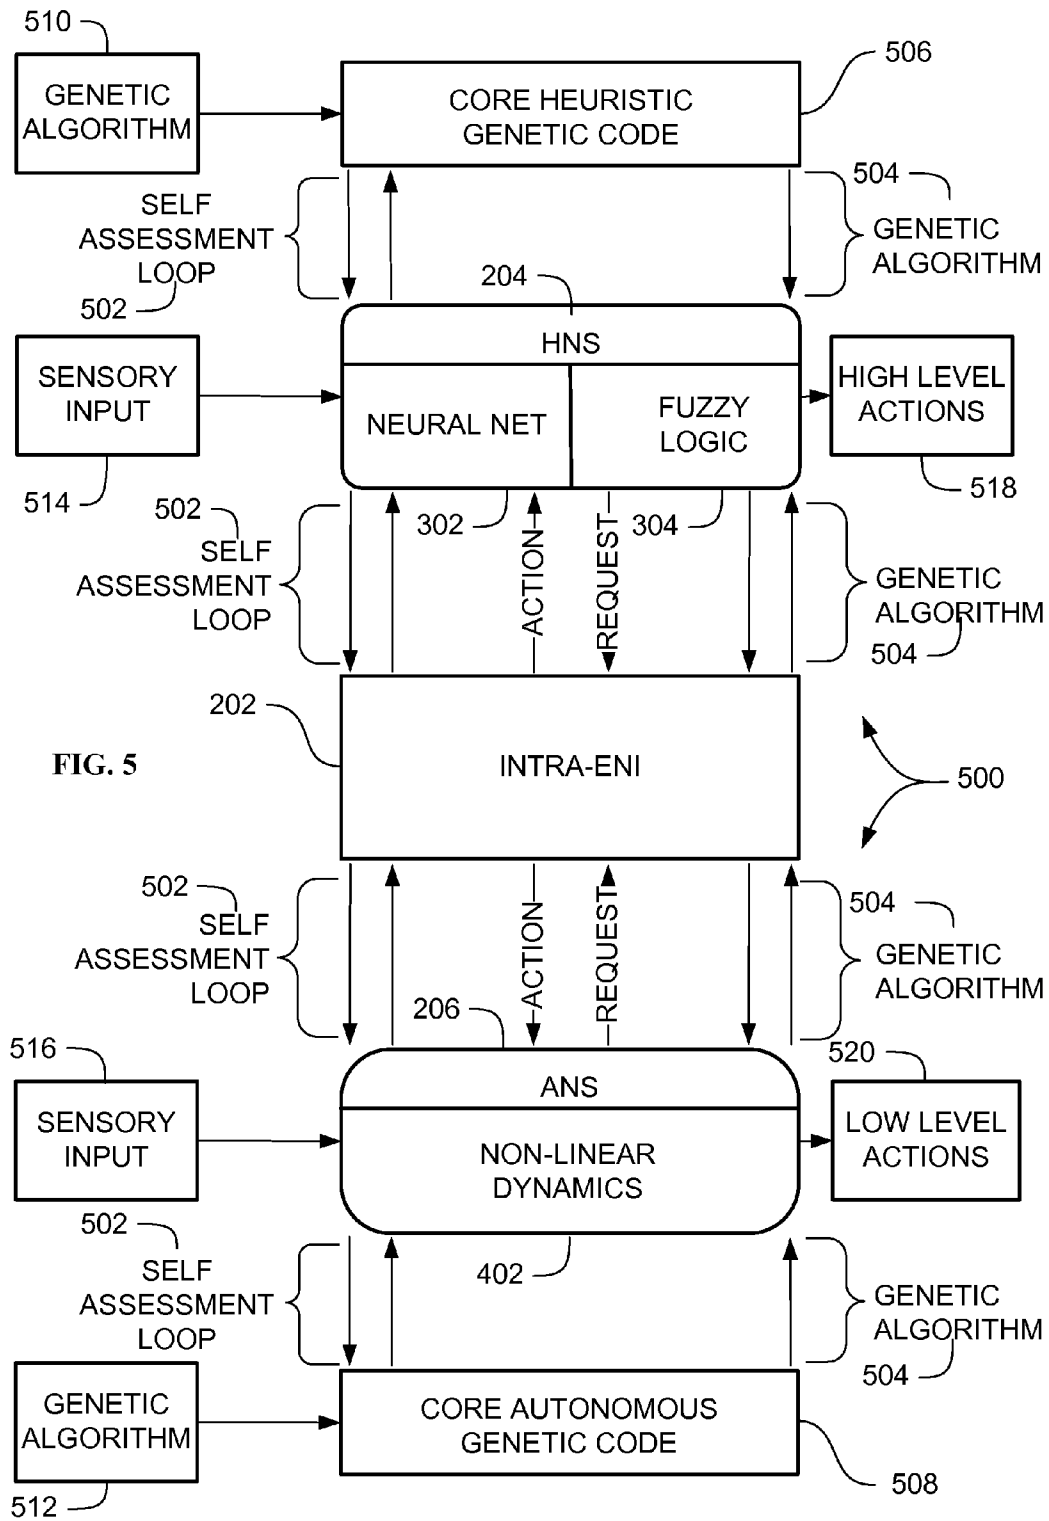 510
GENETIC
ALGORITHM
CORE HEURISTIC
GENETIC CODE
506
SELF
ASSESSMENT
LOOP
502
504
GENETIC
ALGORITHM
204
HNS
SENSORY
INPUT
514
NEURAL NET
FUZZY
LOGIC
HIGH LEVEL
ACTIONS
518
302
304
502
SELF
ASSESSMENT
LOOP
ACTION
REQUEST
GENETIC
ALGORITHM
504
202
INTRA-ENI
FIG. 5
500
502
SELF
ASSESSMENT
LOOP
ACTION
REQUEST
504
GENETIC
ALGORITHM
206
516
SENSORY
INPUT
ANS
NON-LINEAR
DYNAMICS
520
LOW LEVEL
ACTIONS
402
502
SELF
ASSESSMENT
LOOP
GENETIC
ALGORITHM
504
GENETIC
ALGORITHM
512
CORE AUTONOMOUS
GENETIC CODE
508